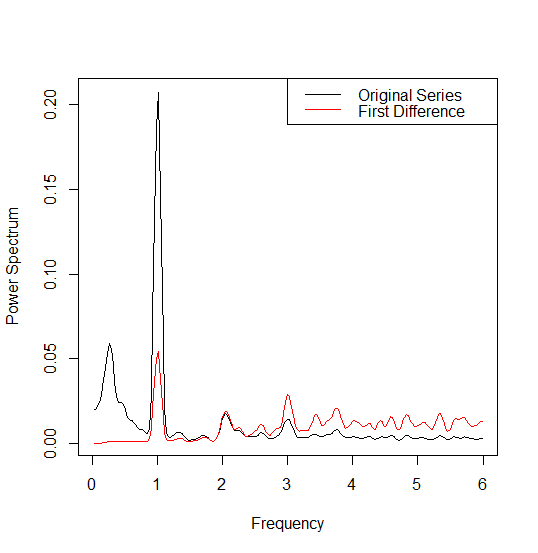 Original Series
First Difference
0.20
0.15
0.10
0.05
0.00
Power Spectrum
0 1 2 3 4 5 6
Frequency